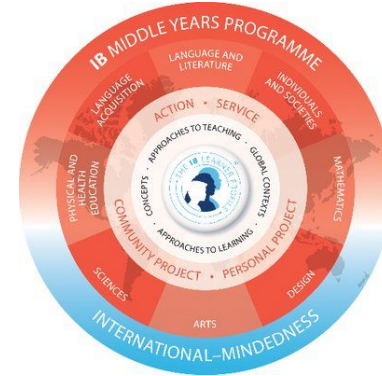 IB MIDDLE YEARS PROGRAMME
LANGUAGE AND
LITERATURE
LANGUAGE
ACQUISITION
INDIVIDUALS
AND SOCIETIES
PHYSICAL AND
HEALTH
EDUCATION
MATHEMATICS
SCIENCES
DESIGN
ARTS
ACTION • SERVICE
COMMUNITY PROJECT • PERSONAL PROJECT
APPROACHES TO TEACHING
CONCEPTS
GLOBAL CONTEXTS
APPROACHES TO LEARNING
THE IB LEARNER PROFILE
INTERNATIONAL–MINDEDNESS